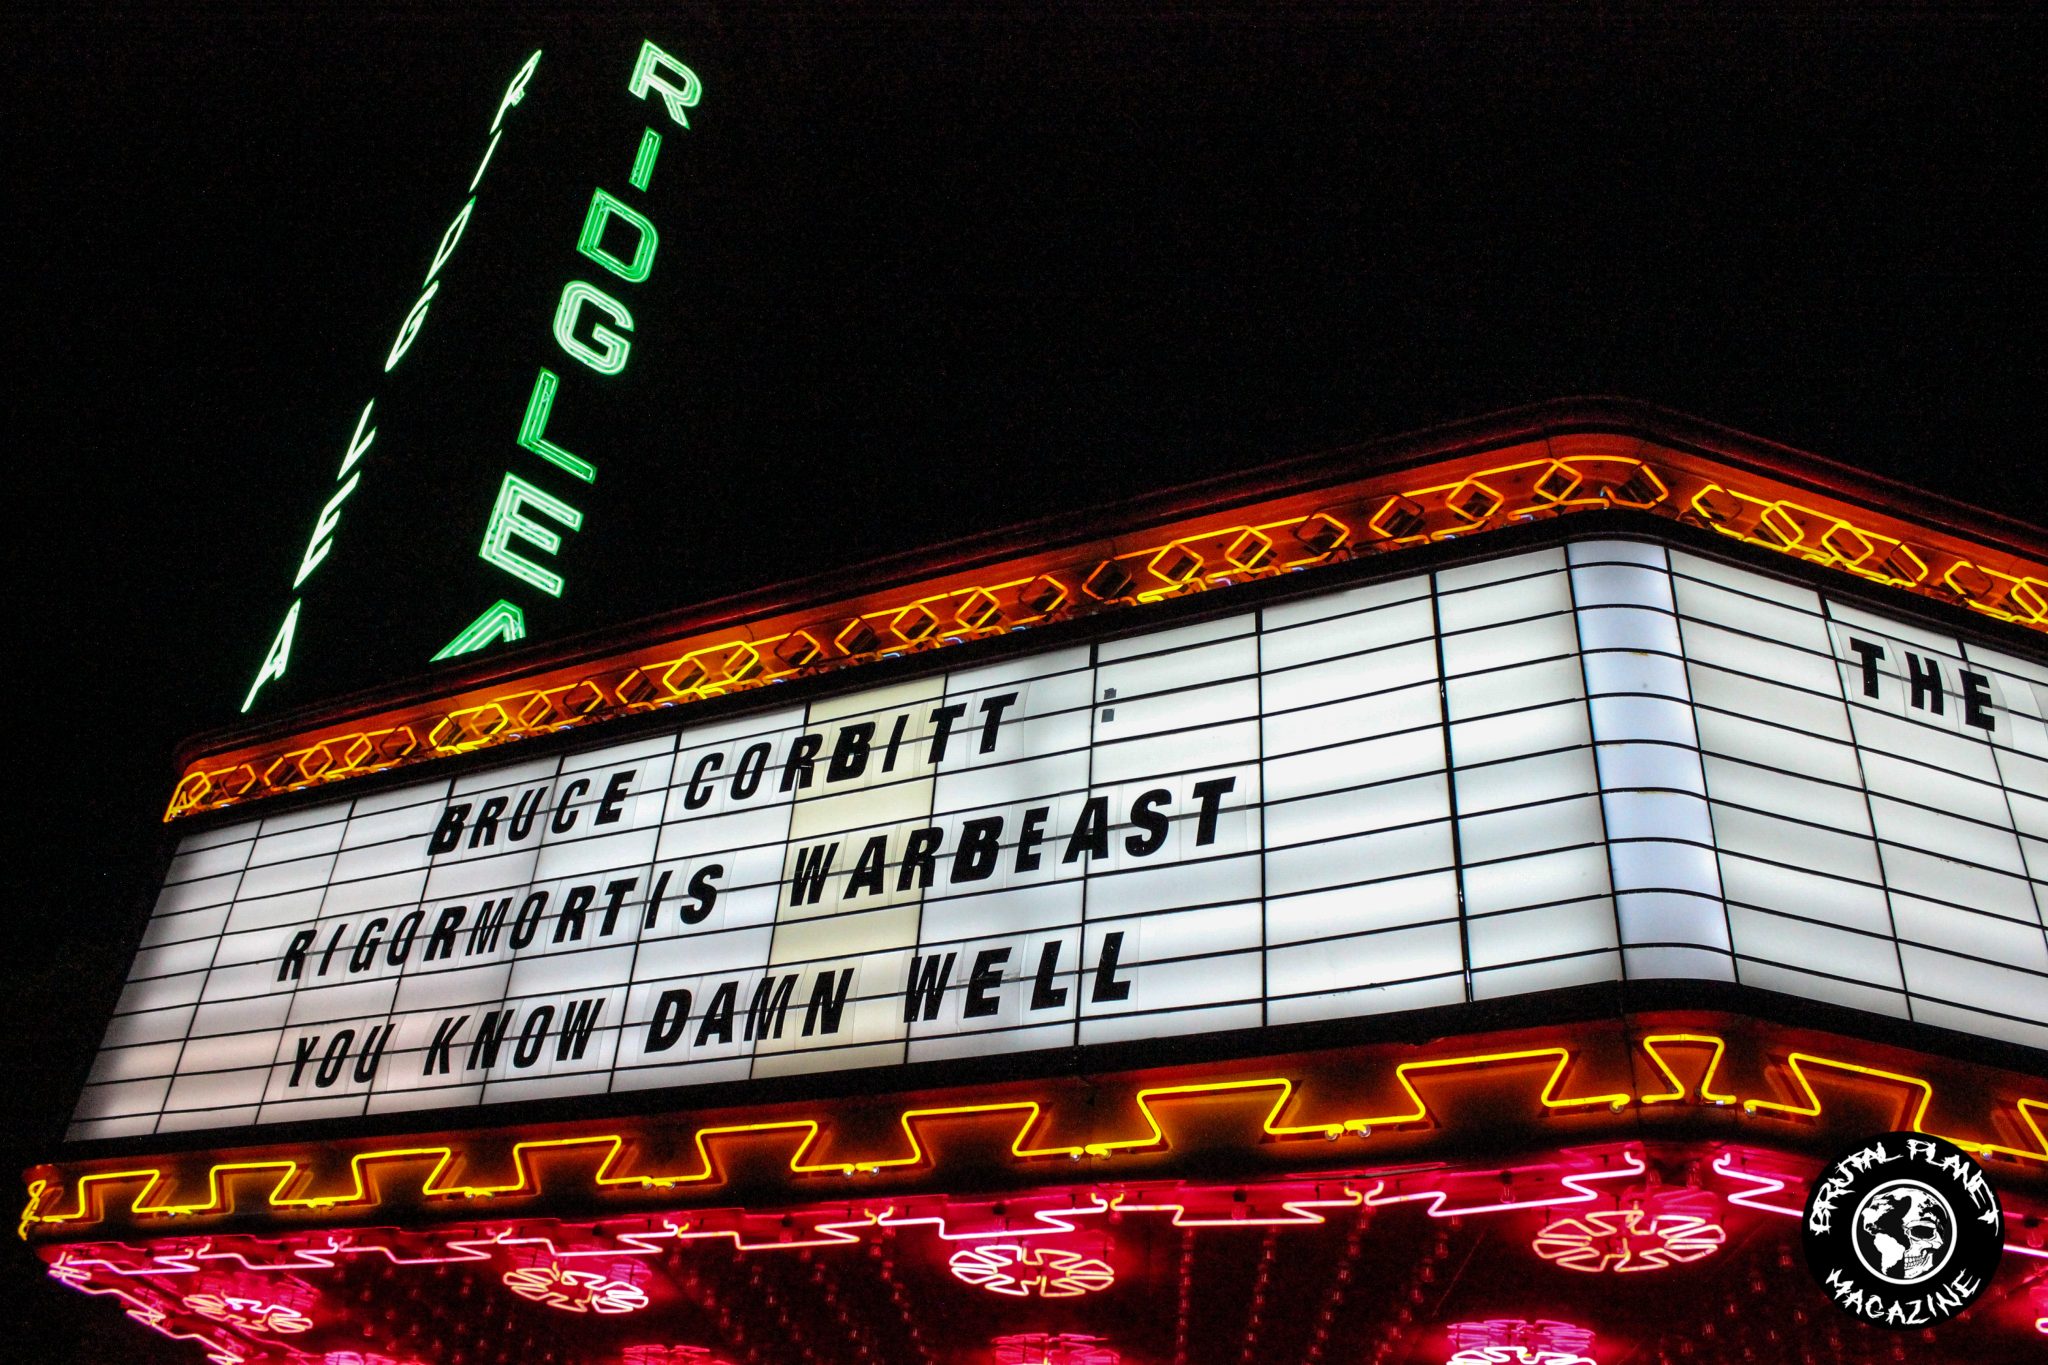 RIDGLEA
RIDGLEA
BRUCE CORBITT
RIGORMORTIS WARBEAST
YOU KNOW DAMN WELL
THE
BRUTAL PLANET
MAGAZINE